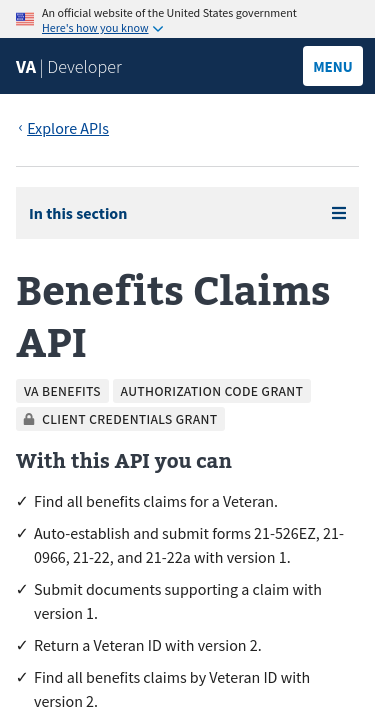 An official website of the United States government
Here's how you know
VA | Developer
MENU
‹ Explore APIs
In this section
Benefits Claims
API
VA BENEFITS
AUTHORIZATION CODE GRANT
CLIENT CREDENTIALS GRANT
With this API you can
✓ Find all benefits claims for a Veteran.
✓ Auto-establish and submit forms 21-526EZ, 21-
0966, 21-22, and 21-22a with version 1.
✓ Submit documents supporting a claim with
version 1.
✓ Return a Veteran ID with version 2.
✓ Find all benefits claims by Veteran ID with
version 2.